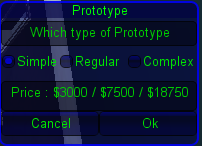 Prototype
Which type of Prototype
Simple Regular Complex
Price : $3000 / $7500 / $18750
Cancel Ok